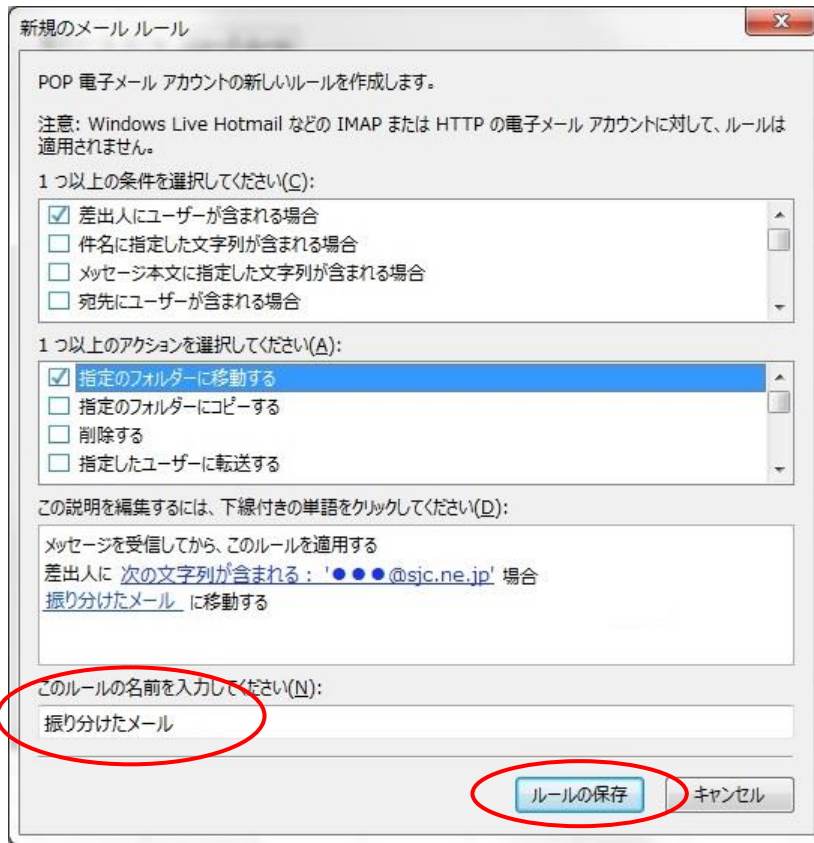 新規のメール ルール
POP 電子メール アカウントの新しいルールを作成します。
注意: Windows Live Hotmail などの IMAP または HTTP の電子メール アカウントに対して、ルールは
適用されません。
1 つ以上の条件を選択してください(C):
差出人にユーザーが含まれる場合
件名に指定した文字列が含まれる場合
メッセージ本文に指定した文字列が含まれる場合
宛先にユーザーが含まれる場合
1 つ以上のアクションを選択してください(A):
指定のフォルダーに移動する
指定のフォルダーにコピーする
削除する
指定したユーザーに転送する
この説明を編集するには、下線付きの単語をクリックしてください(D):
メッセージを受信してから、このルールを適用する
差出人に 次の文字列が含まれる : '●●●@sjc.ne.jp' 場合
振り分けたメール に移動する
このルールの名前を入力してください(N):
振り分けたメール
ルールの保存 キャンセル